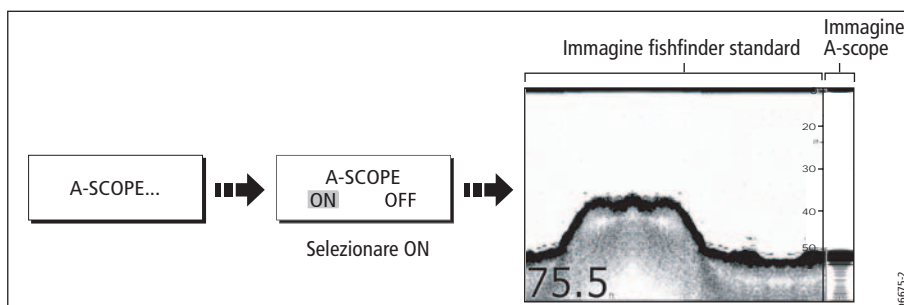 Immagine
A-scope
Immagine fishfinder standard
A-SCOPE...
A-SCOPE
ON OFF
Selezionare ON
20
30
40
50
75.5